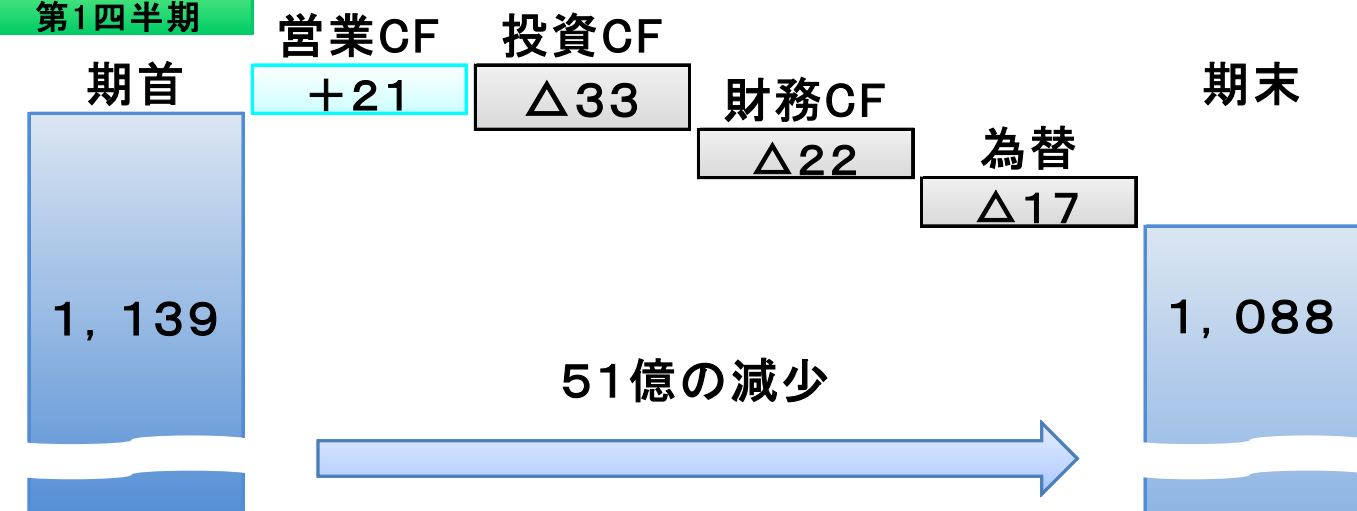 第1四半期
期首
営業CF
投資CF
財務CF
為替
期末
＋21
△33
△22
△17
1，139
1，088
51億の減少